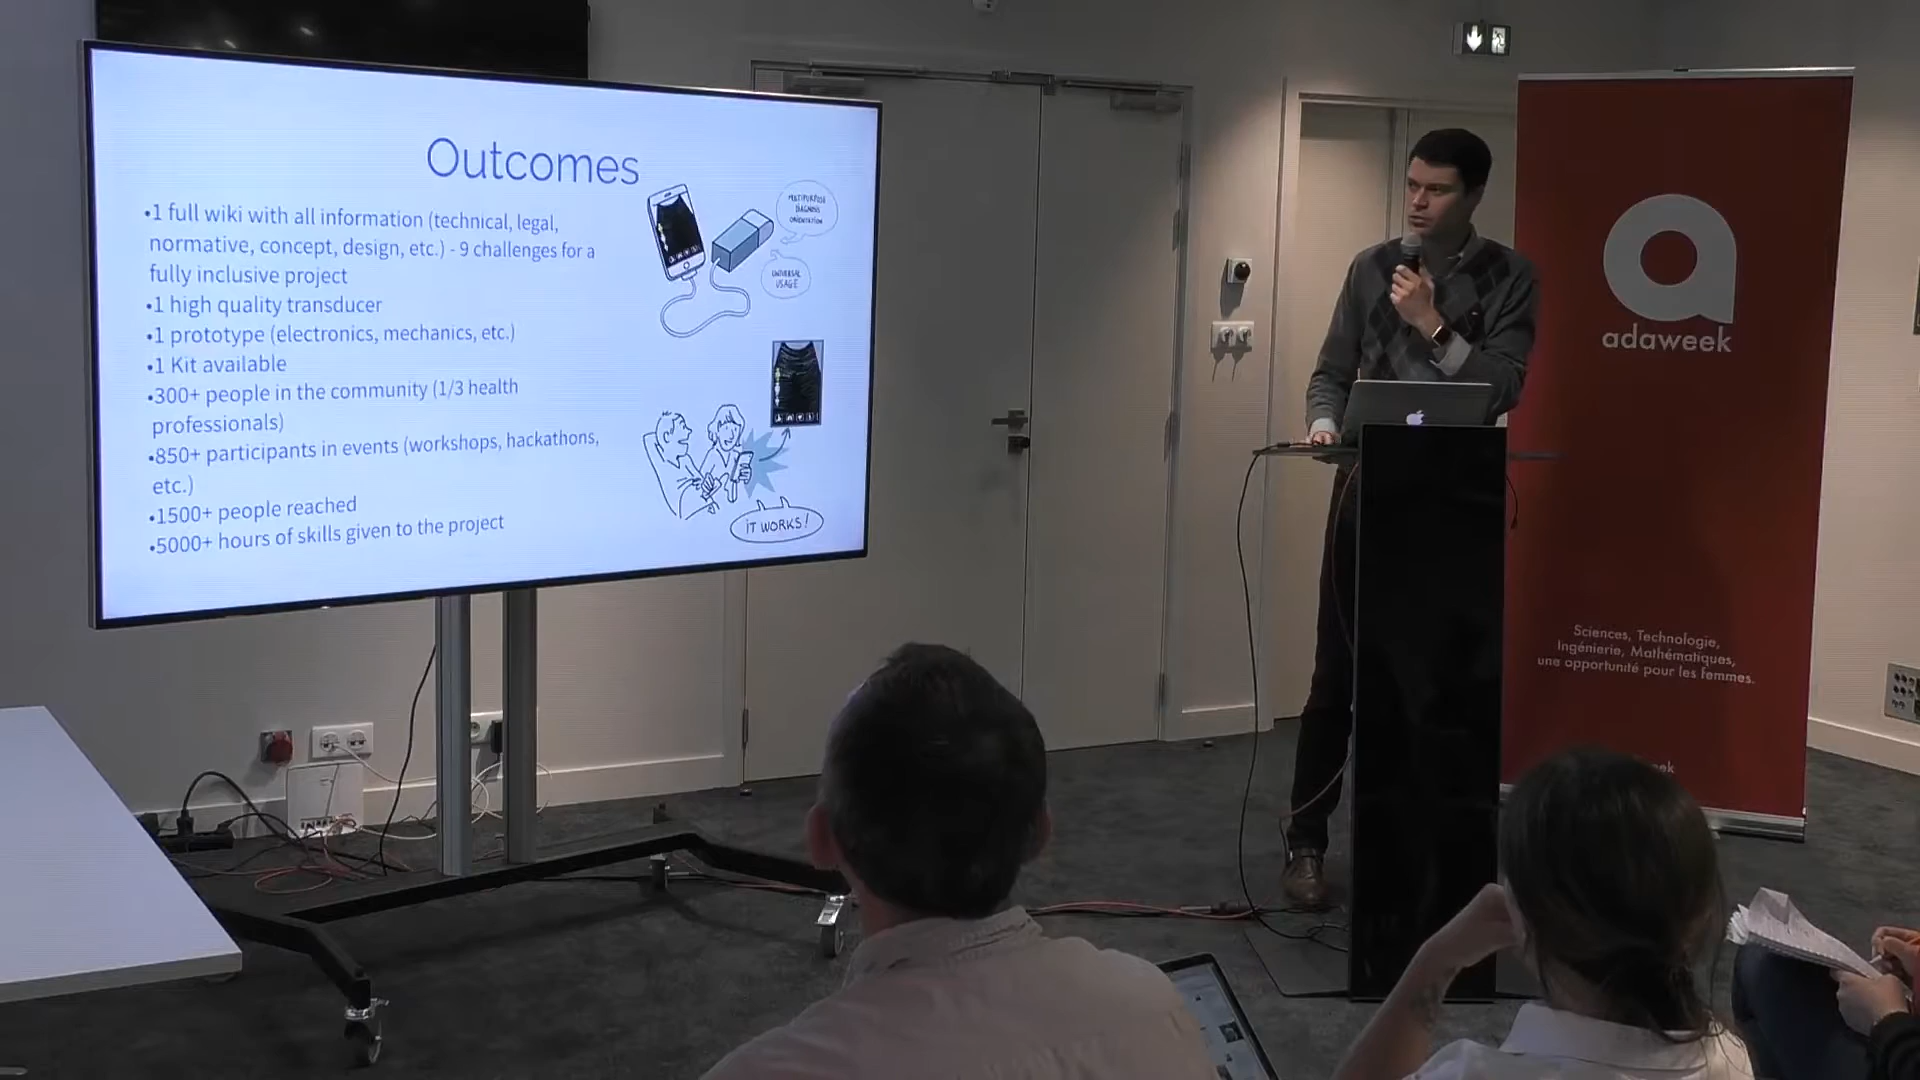 Outcomes
•1 full wiki with all information (technical, legal,
normative, concept, design, etc.) - 9 challenges for a
fully inclusive project
•1 high quality transducer
•1 prototype (electronics, mechanics, etc.)
•1 Kit available
•300+ people in the community (1/3 health
professionals)
•850+ participants in events (workshops, hackathons,
etc.)
•1500+ people reached
•5000+ hours of skills given to the project
MULTIPURPOSE
DIAGNOSIS
ORIENTATION
UNIVERSAL
USAGE
iT WORKS!
adaweek
Sciences, Technologie,
Ingénierie, Mathématiques,
une opportunité pour les femmes.